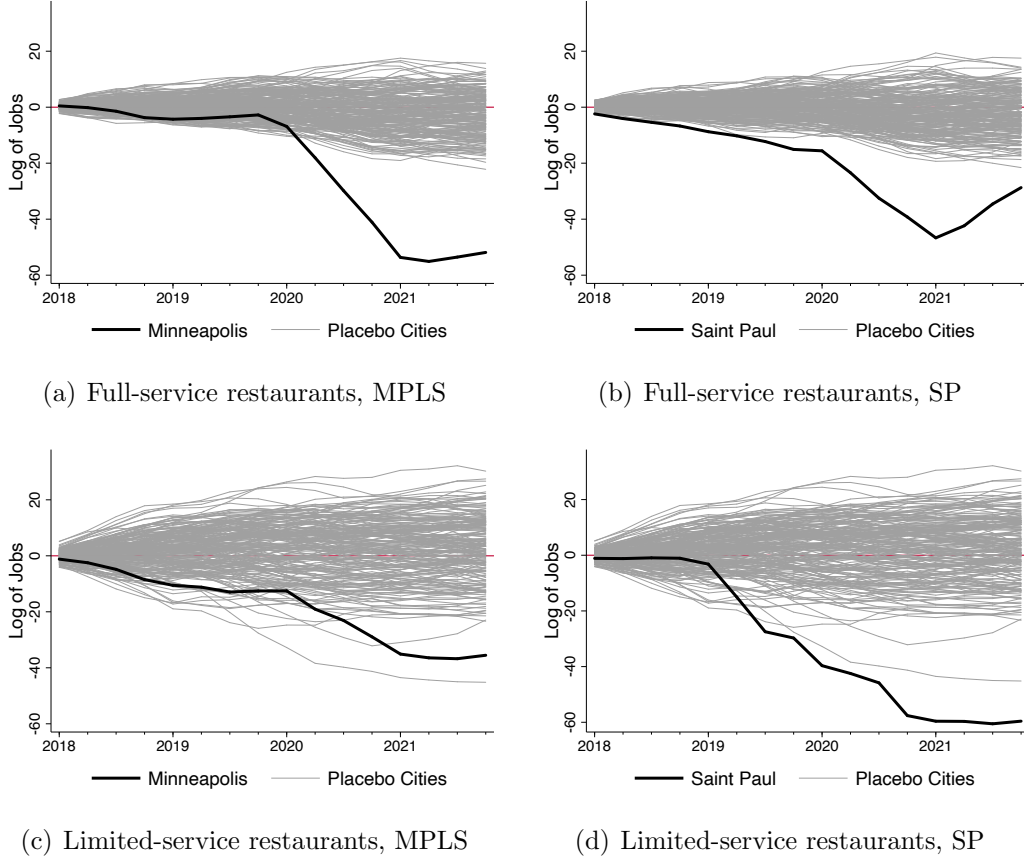 Log of Jobs
20
0
-20
-40
-60
2018 2019 2020 2021
Minneapolis Placebo Cities
(a) Full-service restaurants, MPLS
Log of Jobs
20
0
-20
-40
-60
2018 2019 2020 2021
Saint Paul Placebo Cities
(b) Full-service restaurants, SP
Log of Jobs
20
0
-20
-40
-60
2018 2019 2020 2021
Minneapolis Placebo Cities
(c) Limited-service restaurants, MPLS
Log of Jobs
20
0
-20
-40
-60
2018 2019 2020 2021
Saint Paul Placebo Cities
(d) Limited-service restaurants, SP